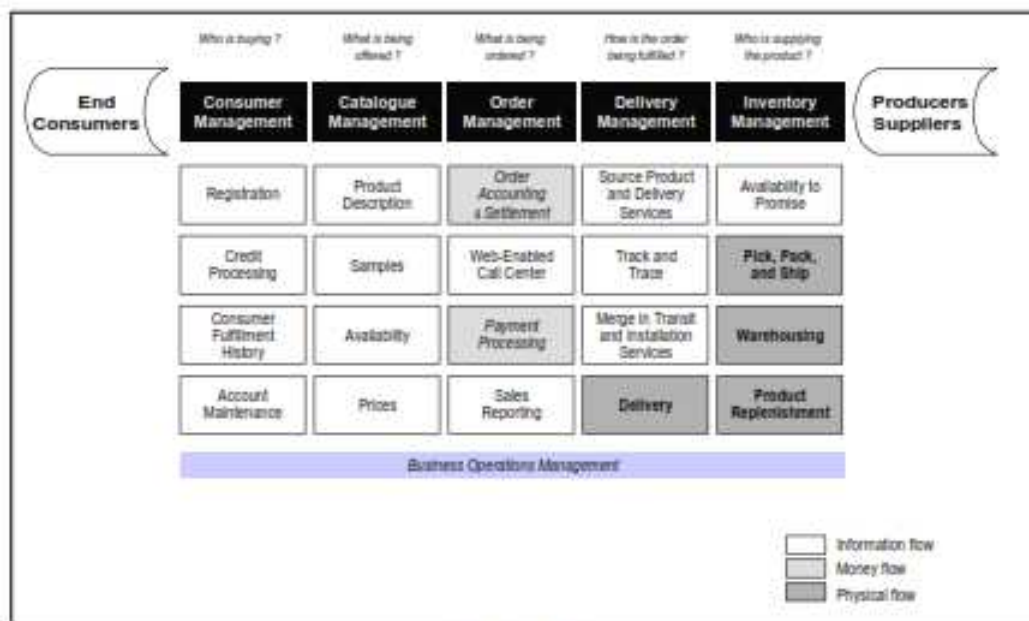 Who is buying ?
What is being
offered ?
What is being
ordered ?
How is the order
being fulfilled ?
Who is supplying
the product ?
End
Consumers
Consumer
Management
Catalogue
Management
Order
Management
Delivery
Management
Inventory
Management
Producers
Suppliers
Registration
Product
Description
Order
Accounting
& Settlement
Source Product
and Delivery
Services
Availability to
Promise
Credit
Processing
Samples
Web-Enabled
Call Center
Track and
Trace
Pick, Pack,
and Ship
Consumer
Fulfillment
History
Availability
Payment
Processing
Merge in Transit
and Installation
Services
Warehousing
Account
Maintenance
Prices
Sales
Reporting
Delivery
Product
Replenishment
Business Operations Management
Information flow
Money flow
Physical flow